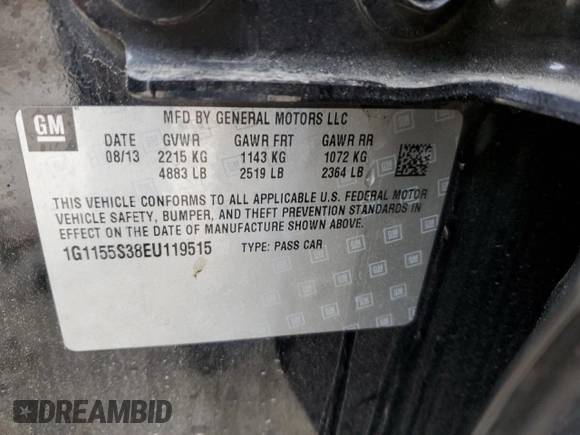 GM
MFD BY GENERAL MOTORS LLC
DATE GVWR GAWR FRT GAWR RR
08/13 2215 KG 1143 KG 1072 KG
4883 LB 2519 LB 2364 LB
THIS VEHICLE CONFORMS TO ALL APPLICABLE U.S. FEDERAL MOTOR
VEHICLE SAFETY, BUMPER, AND THEFT PREVENTION STANDARDS IN
EFFECT ON THE DATE OF MANUFACTURE SHOWN ABOVE.
1G1155S38EU119515 TYPE: PASS CAR
DREAMBID